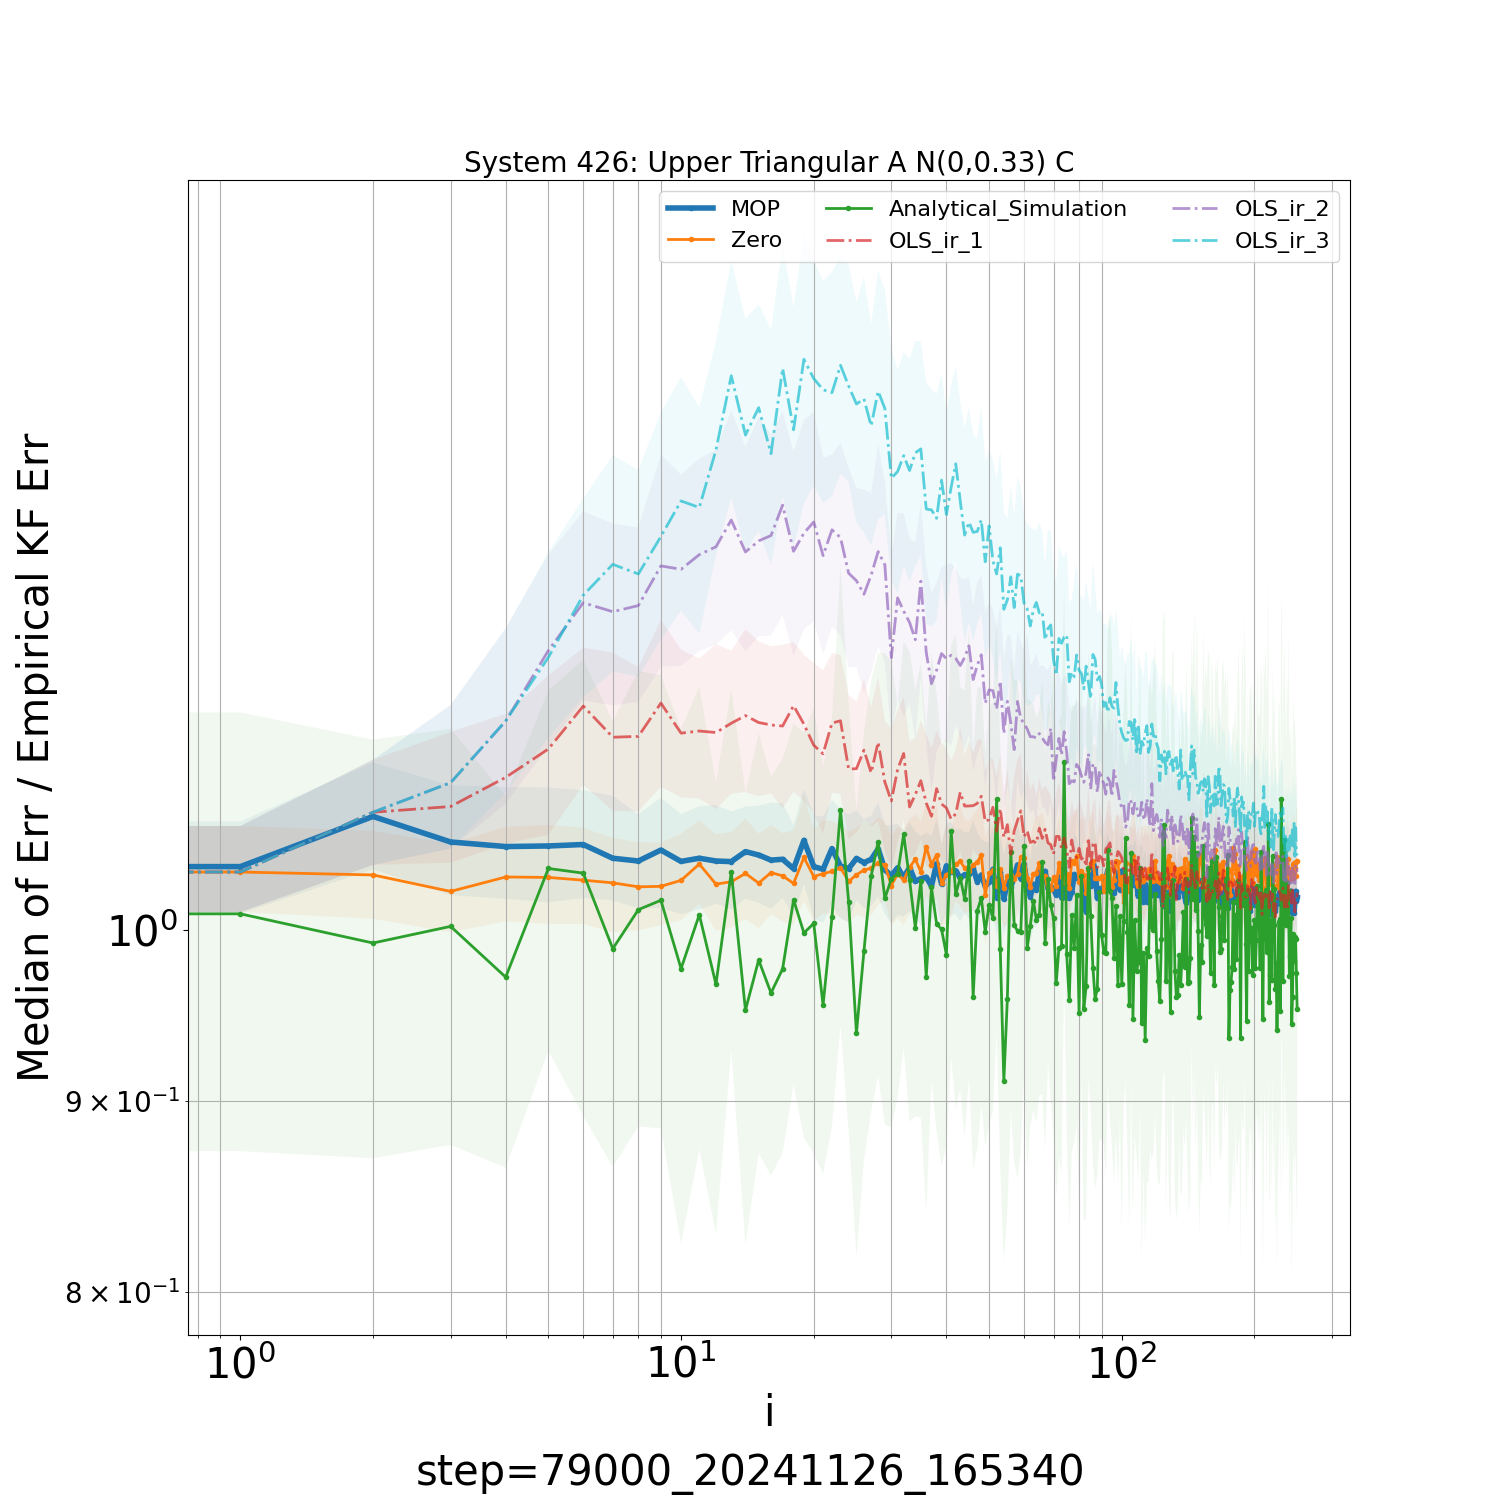 System 426: Upper Triangular A N(0,0.33) C
MOP
Zero
Analytical_Simulation
OLS_ir_1
OLS_ir_2
OLS_ir_3
Median of Err / Empirical KF Err
10⁰
9 × 10⁻¹
8 × 10⁻¹
10⁰ 10¹ 10²
i
step=79000_20241126_165340